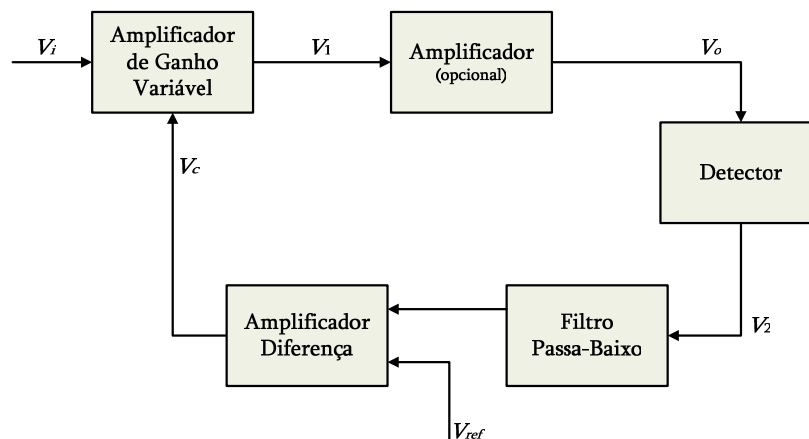 Vi
Amplificador
de Ganho
Variável
V1
Amplificador
(opcional)
Vo
Detector
Vc
V2
Amplificador
Diferença
Filtro
Passa-Baixo
Vref